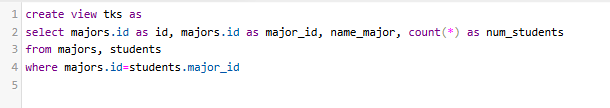 1 create view tks as
2 select majors.id as id, majors.id as major_id, name_major, count(*) as num_students
3 from majors, students
4 where majors.id=students.major_id
5